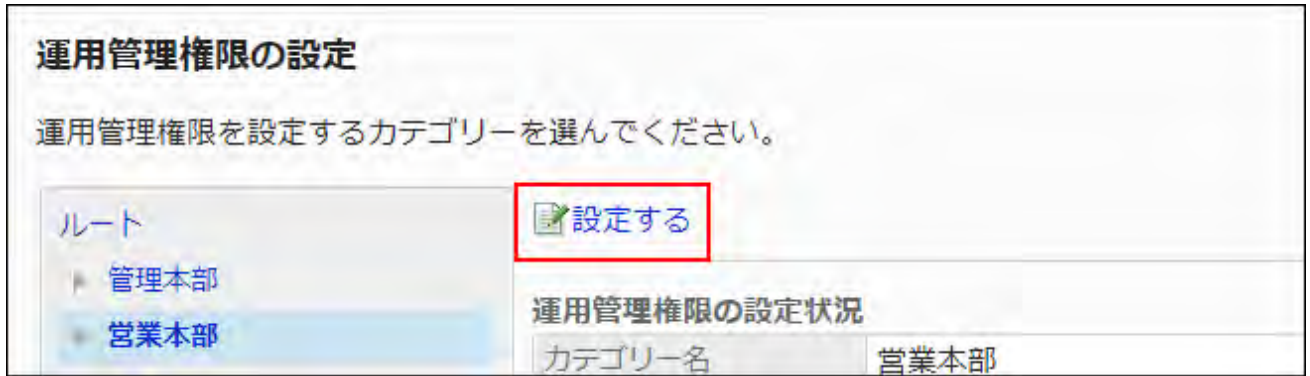 運用管理権限の設定
運用管理権限を設定するカテゴリーを選んでください。
ルート
管理本部
営業本部
設定する
運用管理権限の設定状況
カテゴリー名 営業本部